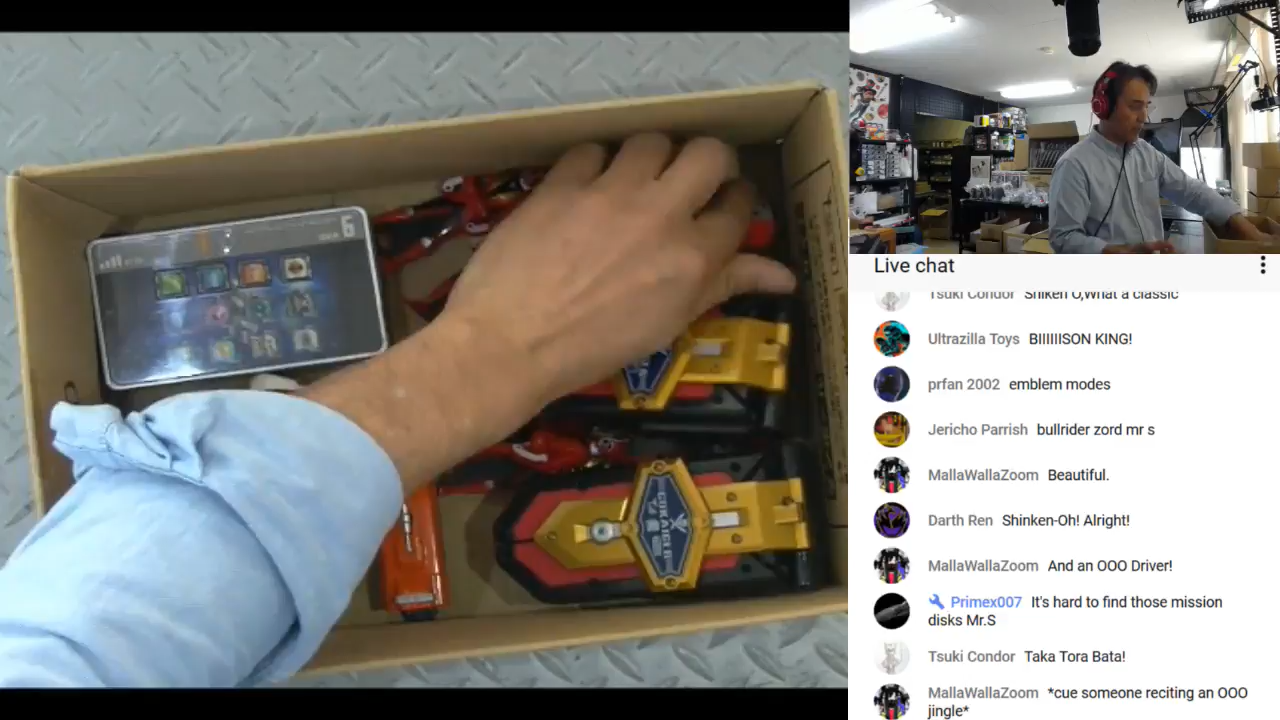 Live chat
Tsuki Condor Shiken O,What a classic
Ultrazilla Toys BIIIIIISON KING!
prfan 2002 emblem modes
Jericho Parrish bullrider zord mr s
MallaWallaZoom Beautiful.
Darth Ren Shinken-Oh! Alright!
MallaWallaZoom And an OOO Driver!
Primex007 It's hard to find those mission
disks Mr.S
Tsuki Condor Taka Tora Bata!
MallaWallaZoom *cue someone reciting an OOO
jingle*